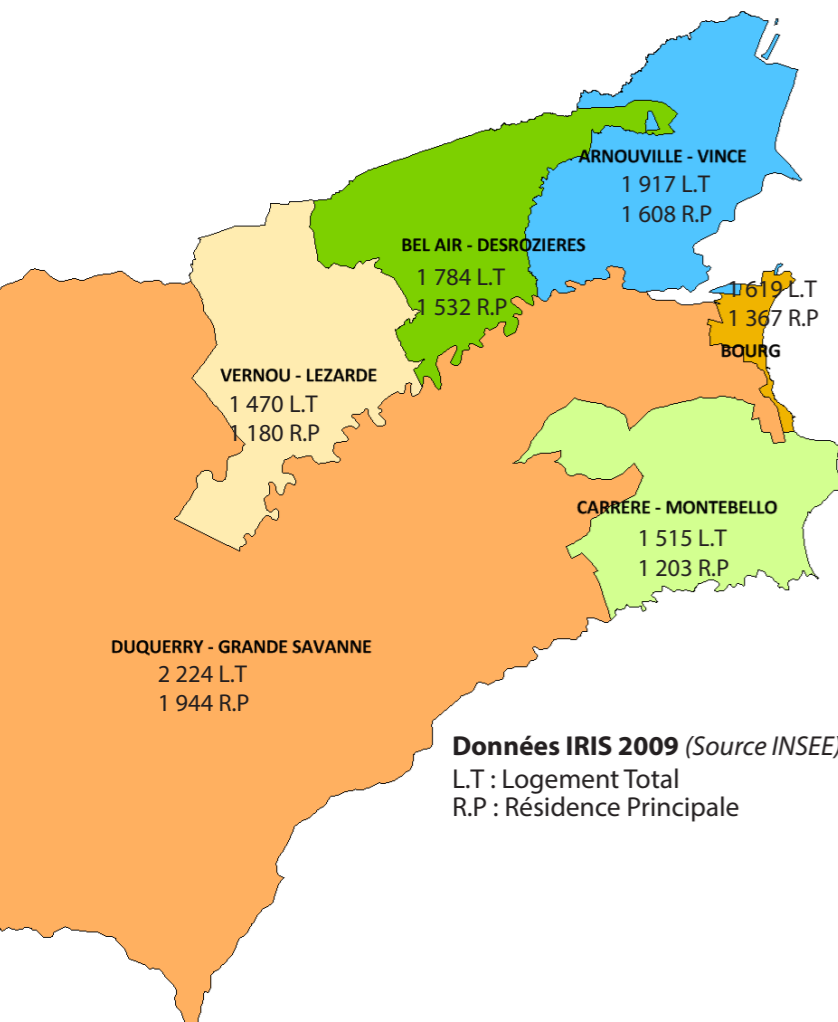 ARNOUVILLE - VINCE
1 917 L.T
1 608 R.P
BEL AIR - DESROZIERES
1 784 L.T
1 532 R.P
1 619 L.T
1 367 R.P
BOURG
VERNOU - LEZARDE
1 470 L.T
1 180 R.P
CARRERE - MONTEBELLO
1 515 L.T
1 203 R.P
DUQUERRY - GRANDE SAVANNE
2 224 L.T
1 944 R.P
Données IRIS 2009 (Source INSEE)
L.T : Logement Total
R.P : Résidence Principale